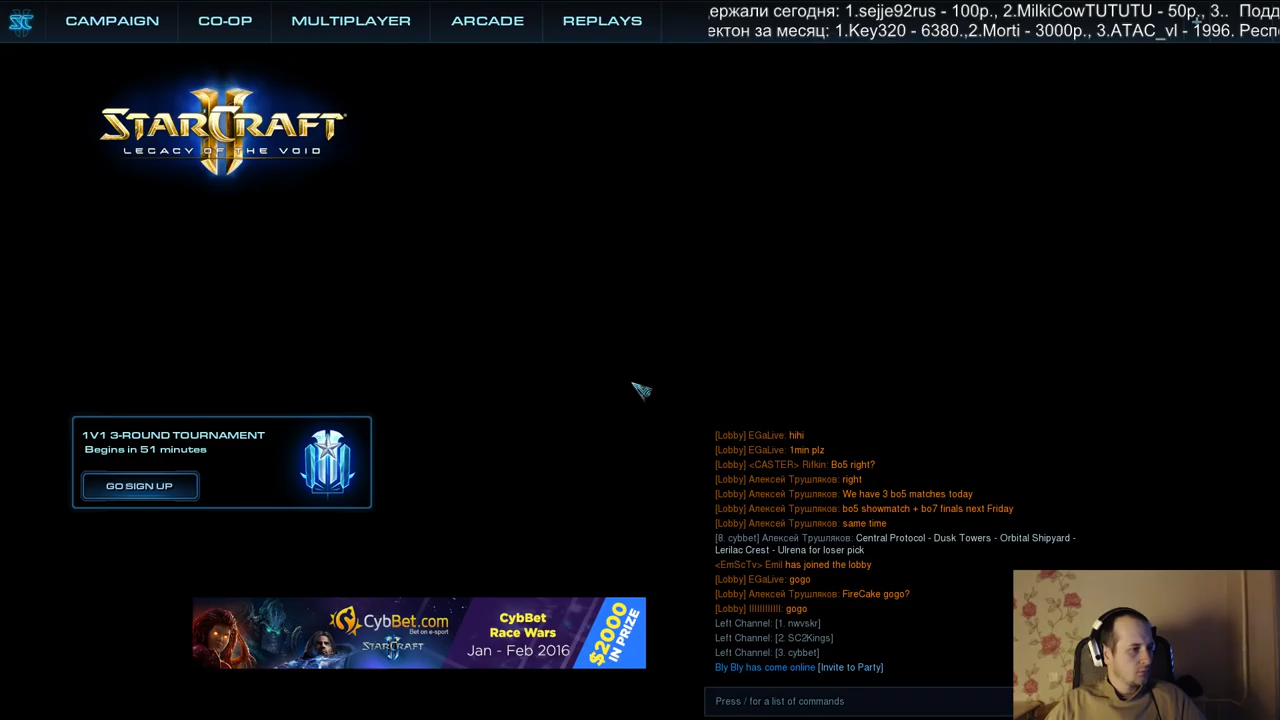 CAMPAIGN
CO-OP
MULTIPLAYER
ARCADE
REPLAYS
ержали сегодня: 1.sejje92rus - 100р., 2.MilkiCowTUTUTU - 50р., 3.. Подд
ектон за месяц: 1.Key320 - 6380.,2.Morti - 3000р., 3.ATAC_vl - 1996. Респ
STARCRAFT II
LEGACY OF THE VOID
1V1 3-ROUND TOURNAMENT
Begins in 51 minutes
GO SIGN UP
[Lobby] EGaLive: hihi
[Lobby] EGaLive: 1min plz
[Lobby] <CASTER> Rifkin: Bo5 right?
[Lobby] Алексей Трушляков: right
[Lobby] Алексей Трушляков: We have 3 bo5 matches today
[Lobby] Алексей Трушляков: bo5 showmatch + bo7 finals next Friday
[Lobby] Алексей Трушляков: same time
[8. cybbet] Алексей Трушляков: Central Protocol - Dusk Towers - Orbital Shipyard -
Lerilac Crest - Ulrena for loser pick
<EmScTv> Emil has joined the lobby
[Lobby] EGaLive: gogo
[Lobby] Алексей Трушляков: FireCake gogo?
[Lobby] IIIIIIIIIIII: gogo
Left Channel: [1. nwvskr]
Left Channel: [2. SC2Kings]
Left Channel: [3. cybbet]
Bly Bly has come online [Invite to Party]
Press / for a list of commands
CybBet.com
Bet on e-sport
STARCRAFT
CybBet
Race Wars
Jan - Feb 2016
$2000
IN PRIZE